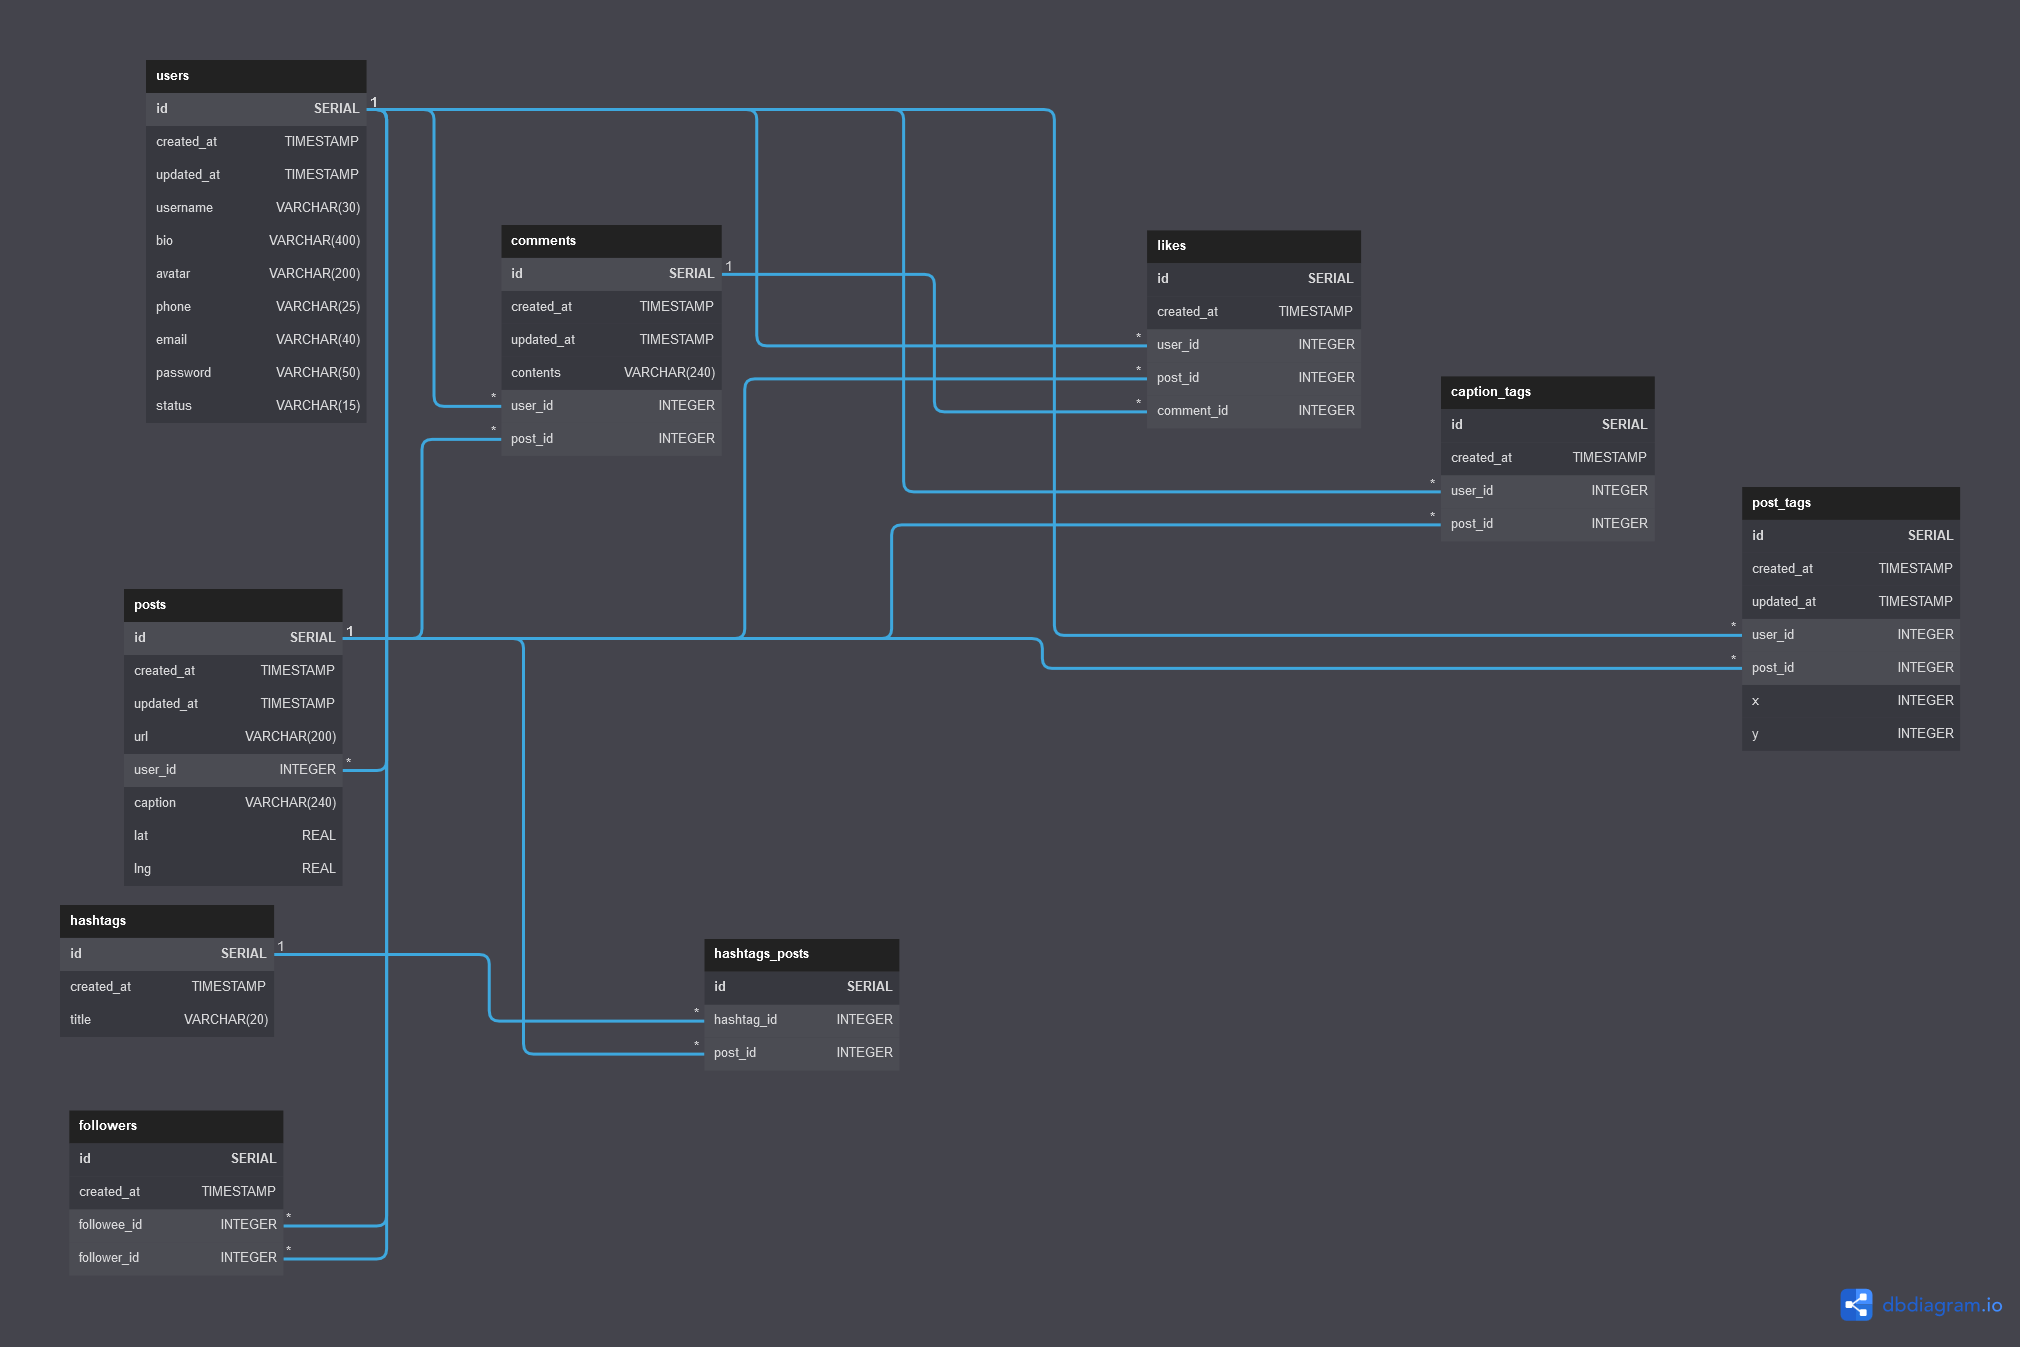 users
id SERIAL 1
created_at TIMESTAMP
updated_at TIMESTAMP
username VARCHAR(30)
bio VARCHAR(400)
avatar VARCHAR(200)
phone VARCHAR(25)
email VARCHAR(40)
password VARCHAR(50)
status VARCHAR(15)
comments
id SERIAL 1
created_at TIMESTAMP
updated_at TIMESTAMP
contents VARCHAR(240)
* user_id INTEGER
* post_id INTEGER
likes
id SERIAL
created_at TIMESTAMP
* user_id INTEGER
* post_id INTEGER
* comment_id INTEGER
caption_tags
id SERIAL
created_at TIMESTAMP
* user_id INTEGER
* post_id INTEGER
post_tags
id SERIAL
created_at TIMESTAMP
updated_at TIMESTAMP
* user_id INTEGER
* post_id INTEGER
x INTEGER
y INTEGER
posts
id SERIAL 1
created_at TIMESTAMP
updated_at TIMESTAMP
url VARCHAR(200)
user_id INTEGER *
caption VARCHAR(240)
lat REAL
lng REAL
hashtags
id SERIAL 1
created_at TIMESTAMP
title VARCHAR(20)
hashtags_posts
id SERIAL
* hashtag_id INTEGER
* post_id INTEGER
followers
id SERIAL
created_at TIMESTAMP
followee_id INTEGER *
follower_id INTEGER *
dbdiagram.io